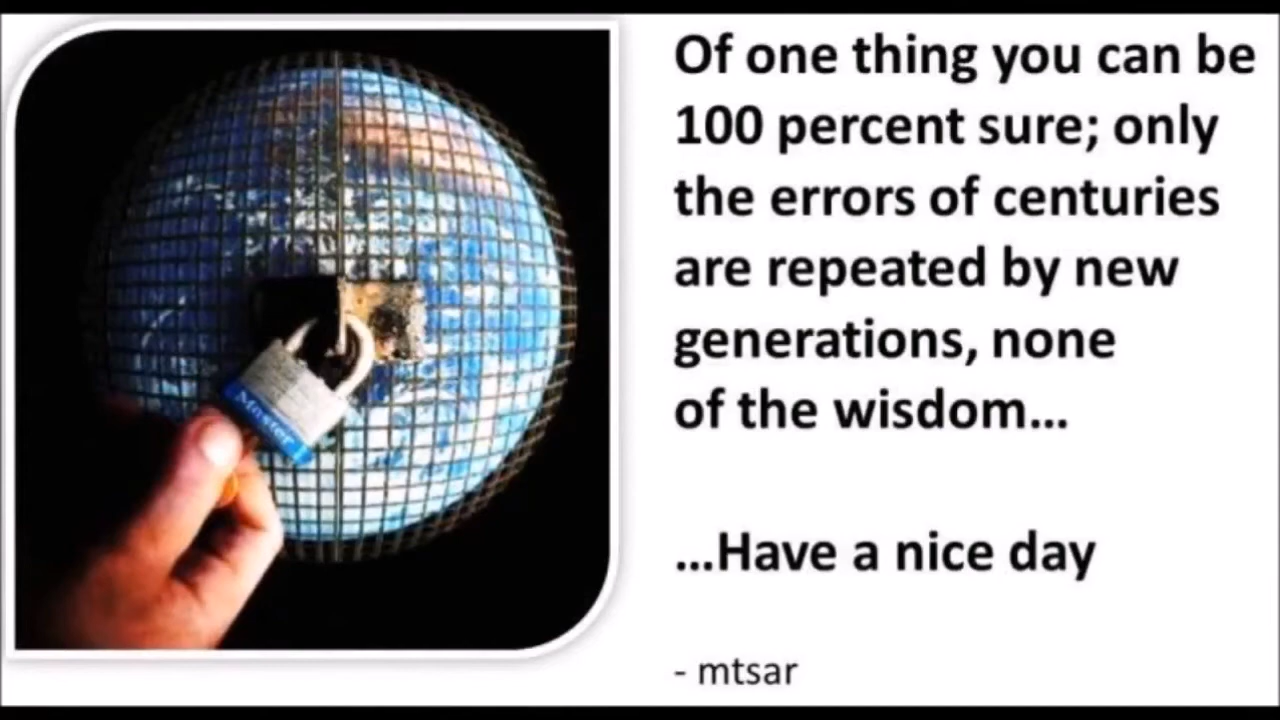 Of one thing you can be
100 percent sure; only
the errors of centuries
are repeated by new
generations, none
of the wisdom...
...Have a nice day
- mtsar
Master